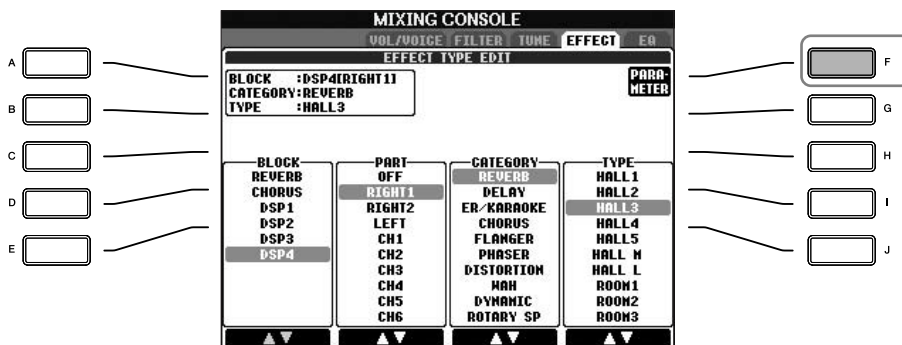 MIXING CONSOLE
VOL/VOICE FILTER TUNE EFFECT EQ
EFFECT TYPE EDIT
BLOCK :DSP4[RIGHT1]
CATEGORY:REVERB
TYPE :HALL3
PARA-
METER
A
B
C
D
E
F
G
H
I
J
BLOCK
REVERB
CHORUS
DSP1
DSP2
DSP3
DSP4
PART
OFF
RIGHT1
RIGHT2
LEFT
CH1
CH2
CH3
CH4
CH5
CH6
CATEGORY
REVERB
DELAY
ER/KARAOKE
CHORUS
FLANGER
PHASER
DISTORTION
WAH
DYNAMIC
ROTARY SP
TYPE
HALL1
HALL2
HALL3
HALL4
HALL5
HALL M
HALL L
ROOM1
ROOM2
ROOM3